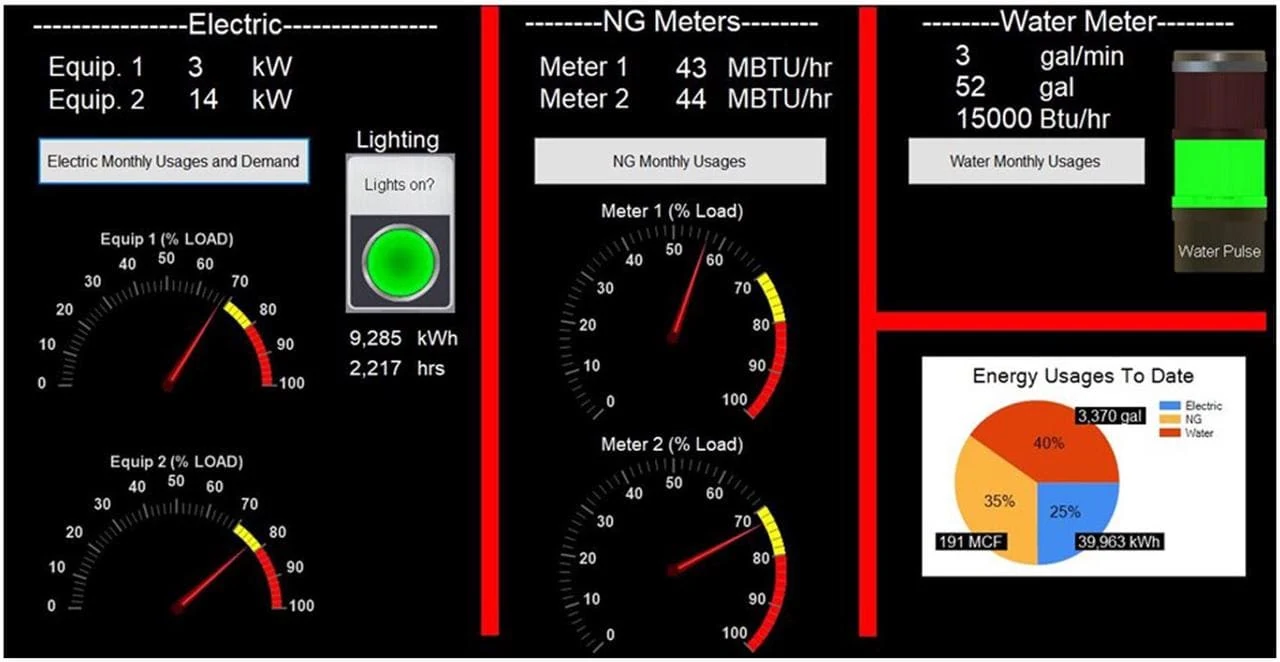 -----------------Electric-----------------
Equip. 1 3 kW
Equip. 2 14 kW
Electric Monthly Usages and Demand
Lighting
Lights on?
9,285 kWh
2,217 hrs
Equip 1 (% LOAD)
0 10 20 30 40 50 60 70 80 90 100
Equip 2 (% LOAD)
0 10 20 30 40 50 60 70 80 90 100
--------NG Meters--------
Meter 1 43 MBTU/hr
Meter 2 44 MBTU/hr
NG Monthly Usages
Meter 1 (% Load)
0 10 20 30 40 50 60 70 80 90 100
Meter 2 (% Load)
0 10 20 30 40 50 60 70 80 90 100
--------Water Meter--------
3 gal/min
52 gal
15000 Btu/hr
Water Monthly Usages
Water Pulse
Energy Usages To Date
3,370 gal
40%
35%
25%
191 MCF
39,963 kWh
Electric
NG
Water